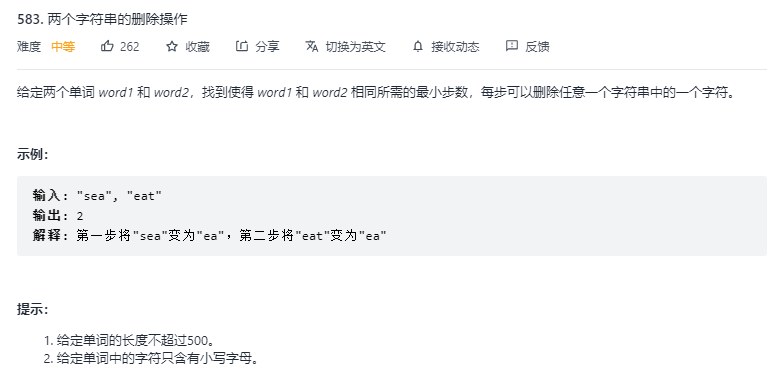 583. 两个字符串的删除操作
难度 中等 262 收藏 分享 切换为英文 接收动态 反馈
给定两个单词 word1 和 word2，找到使得 word1 和 word2 相同所需的最小步数，每步可以删除任意一个字符串中的一个字符。
示例：
输入: "sea", "eat"
输出: 2
解释: 第一步将"sea"变为"ea"，第二步将"eat"变为"ea"
提示：
1. 给定单词的长度不超过500。
2. 给定单词中的字符只含有小写字母。